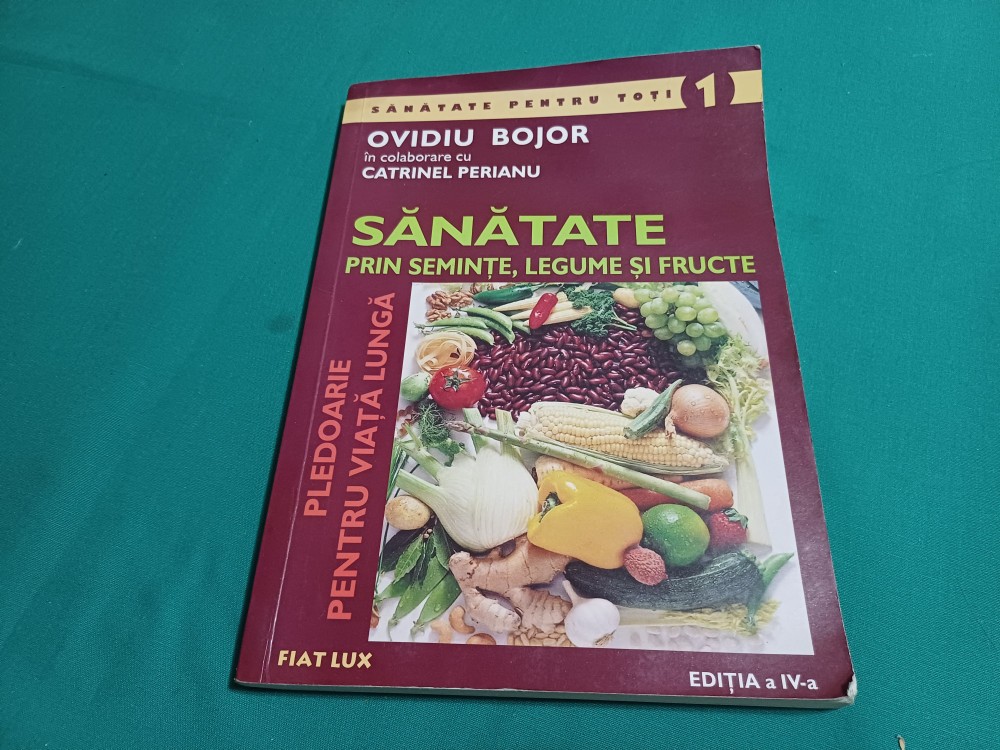 SĂNĂTATE PENTRU TOȚI 1
OVIDIU BOJOR
în colaborare cu
CATRINEL PERIANU
SĂNĂTATE
PRIN SEMINȚE, LEGUME ȘI FRUCTE
PLEDOARIE
PENTRU VIAȚĂ LUNGĂ
FIAT LUX
EDIȚIA a IV-a